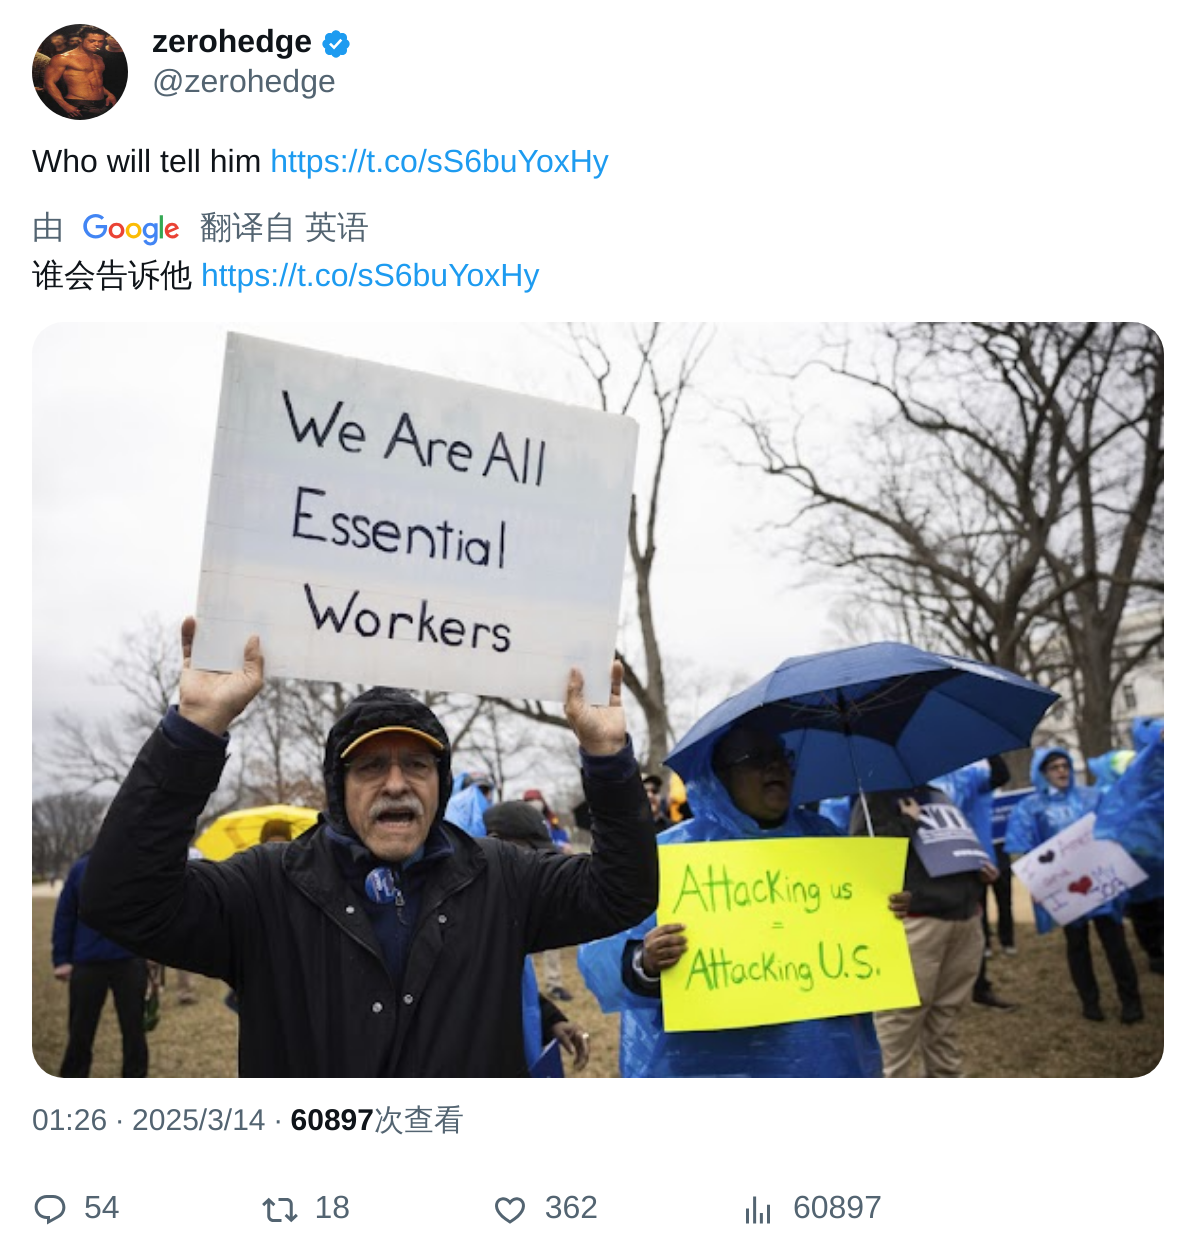 zerohedge
@zerohedge
Who will tell him https://t.co/sS6buYoxHy
由 Google 翻译自 英语
谁会告诉他 https://t.co/sS6buYoxHy
We Are All
Essential
Workers
Attacking us
=
Attacking U.S.
I
My
01:26 · 2025/3/14 · 60897次查看
54 18 362 60897